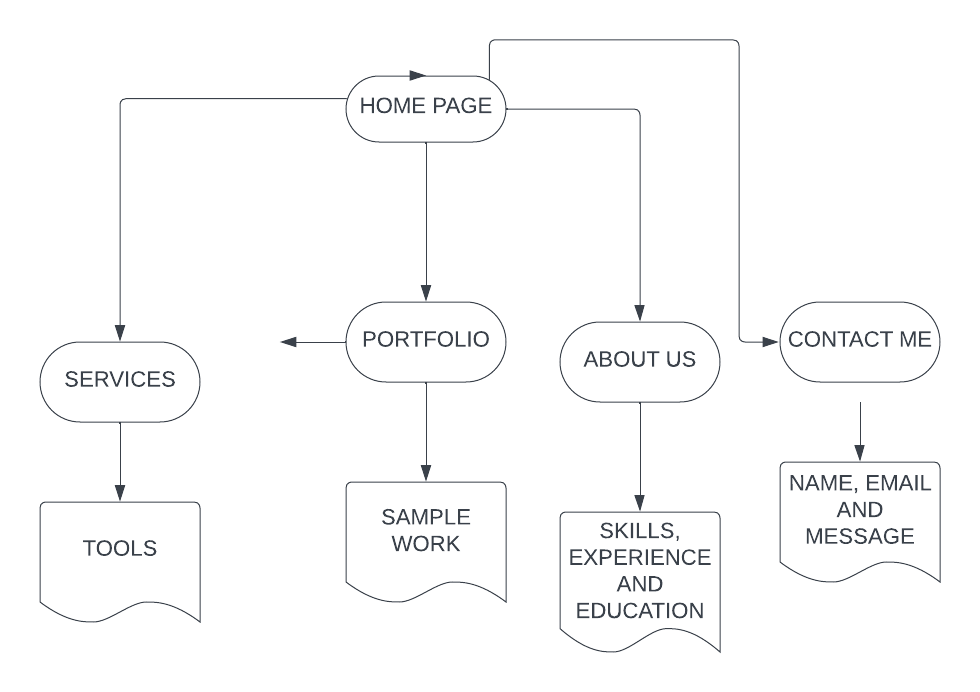 HOME PAGE
PORTFOLIO
CONTACT ME
ABOUT US
SERVICES
NAME, EMAIL
AND
MESSAGE
SAMPLE
WORK
SKILLS,
EXPERIENCE
AND
EDUCATION
TOOLS